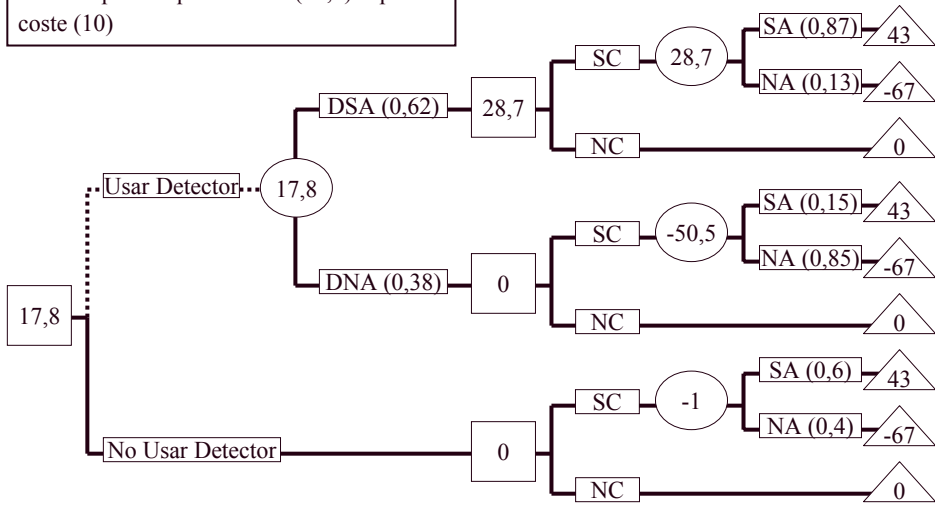 coste (10)
SA (0,87)
43
SC
28,7
NA (0,13)
-67
DSA (0,62)
28,7
NC
0
Usar Detector
17,8
SA (0,15)
43
SC
-50,5
NA (0,85)
-67
DNA (0,38)
0
NC
0
17,8
SA (0,6)
43
SC
-1
NA (0,4)
-67
No Usar Detector
0
NC
0